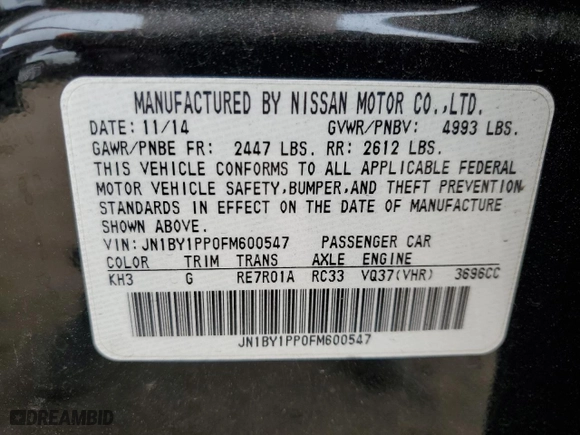 MANUFACTURED BY NISSAN MOTOR CO.,LTD.
DATE: 11/14 GVWR/PNBV: 4993 LBS.
GAWR/PNBE FR: 2447 LBS. RR: 2612 LBS.
THIS VEHICLE CONFORMS TO ALL APPLICABLE FEDERAL
MOTOR VEHICLE SAFETY,BUMPER,AND THEFT PREVENTION
STANDARDS IN EFFECT ON THE DATE OF MANUFACTURE
SHOWN ABOVE.
VIN: JN1BY1PP0FM600547 PASSENGER CAR
COLOR TRIM TRANS AXLE ENGINE
KH3 G RE7R01A RC33 VQ37(VHR) 3696CC
JN1BY1PP0FM600547
DREAMBID